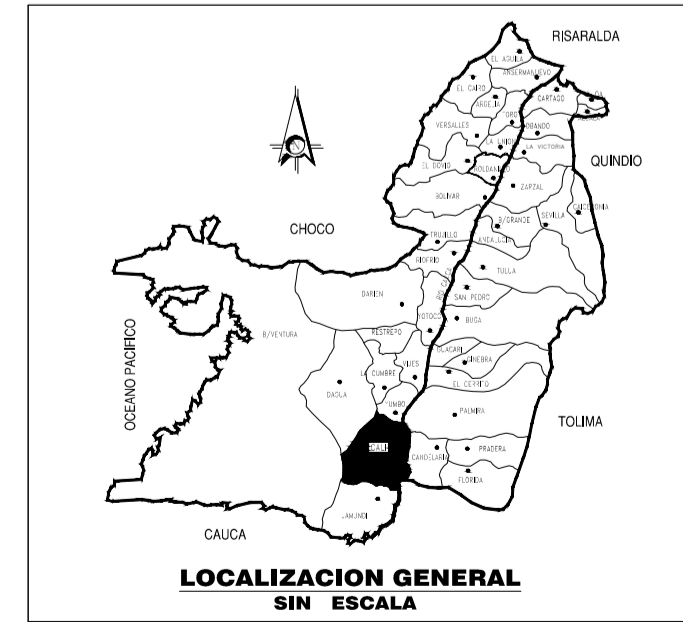 RISARALDA
EL AGUILA
ANSERMANUEVO
EL CAIRO
CARTAGO
ARGELIA
TORO
OBANDO
VERSALLES
LA UNION
LA VICTORIA
QUINDIO
EL DOVIO
ROLDANILLO
ZARZAL
BOLIVAR
CAICEDONIA
B/GRANDE
SEVILLA
CHOCO
TRUJILLO
ANDALUCIA
RIOFRIO
TULUA
RIO CAUCA
DARIEN
SAN PEDRO
YOTOCO
BUGA
OCEANO PACIFICO
B/VENTURA
RESTREPO
GUACARI
GINEBRA
LA CUMBRE
VIJES
EL CERRITO
DAGUA
YUMBO
PALMIRA
TOLIMA
CALI
CANDELARIA
PRADERA
FLORIDA
JAMUNDI
CAUCA
LOCALIZACION GENERAL
SIN ESCALA